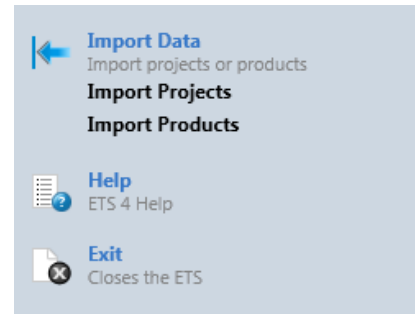 Import Data
Import projects or products
Import Projects
Import Products
Help
ETS 4 Help
Exit
Closes the ETS